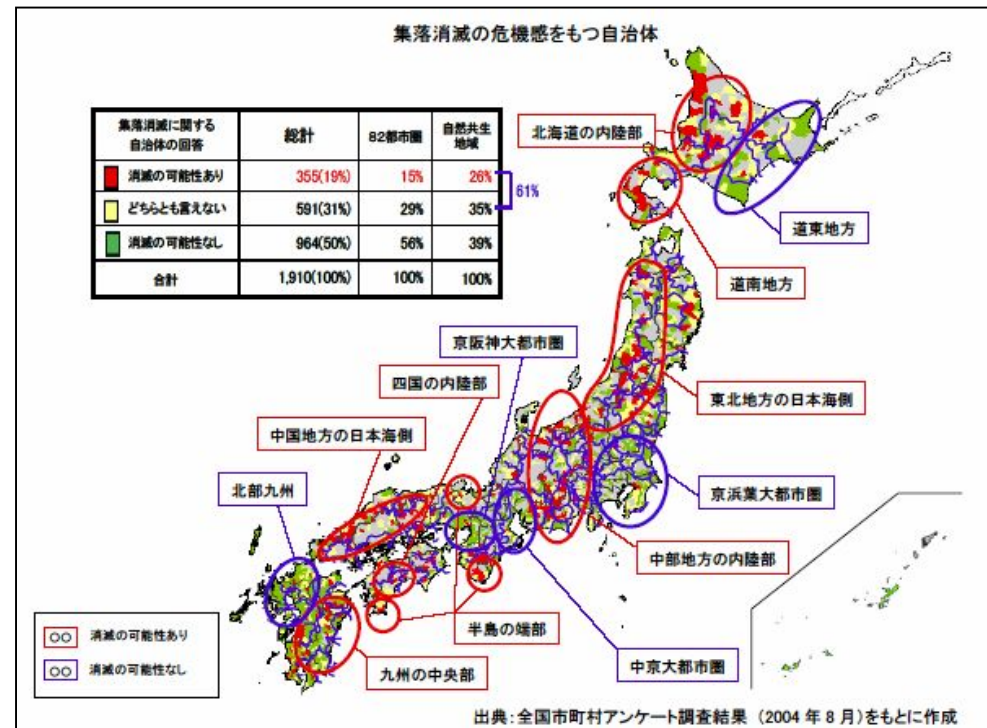 集落消滅の危機感をもつ自治体
集落消滅に関する
自治体の回答
総計
82都市圏
自然共生
地域
消滅の可能性あり
355(19%)
15%
26%
どちらとも言えない
591(31%)
29%
35%
61%
消滅の可能性なし
964(50%)
56%
39%
合計
1,910(100%)
100%
100%
北海道の内陸部
道東地方
道南地方
京阪神大都市圏
四国の内陸部
東北地方の日本海側
中国地方の日本海側
北部九州
京浜葉大都市圏
中部地方の内陸部
半島の端部
中京大都市圏
九州の中央部
○○ 消滅の可能性あり
○○ 消滅の可能性なし
出典:全国市町村アンケート調査結果 (2004年8月)をもとに作成